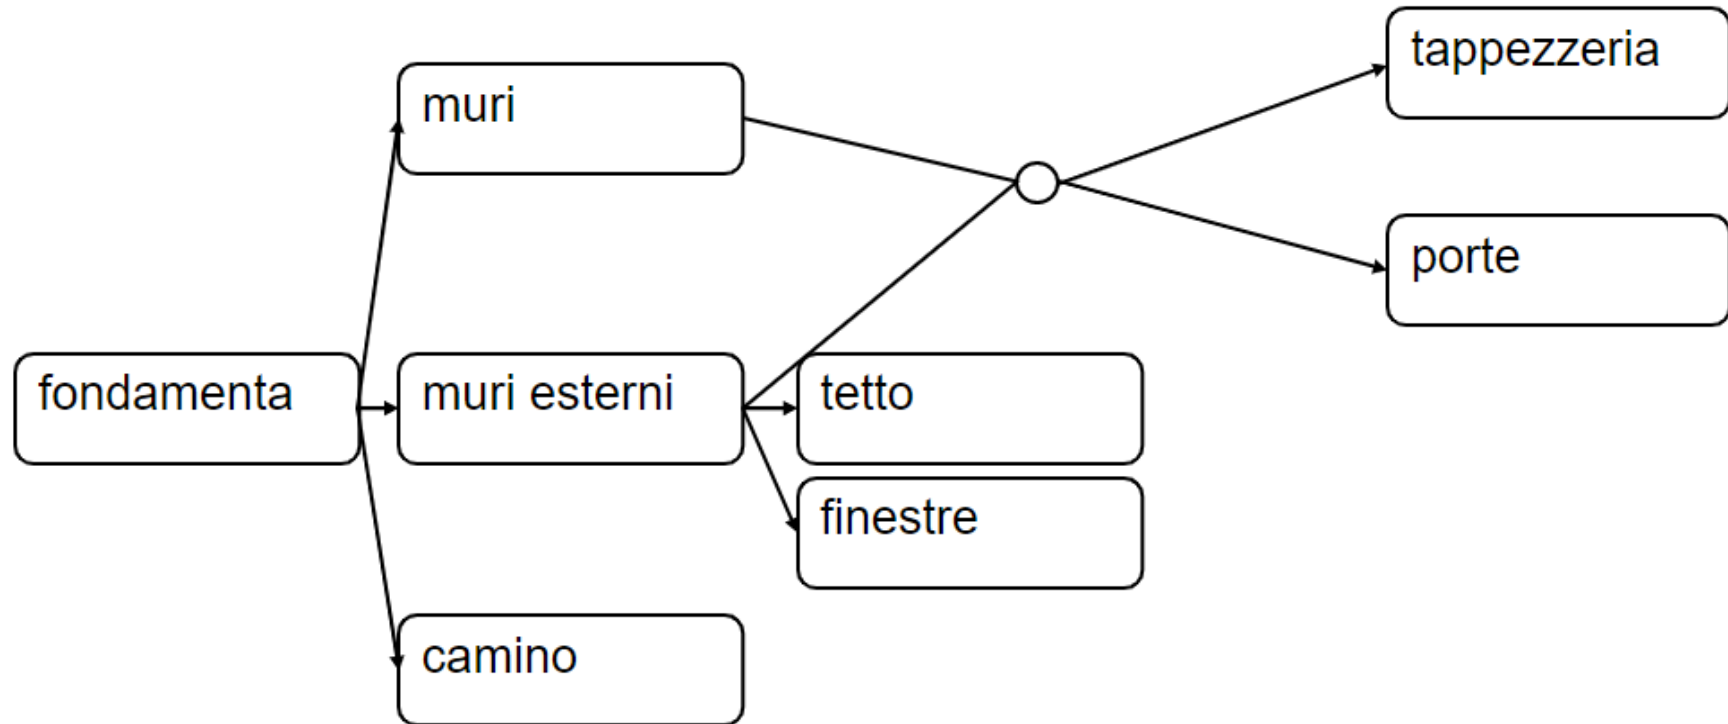 tappezzeria
muri
porte
fondamenta
muri esterni
tetto
finestre
camino